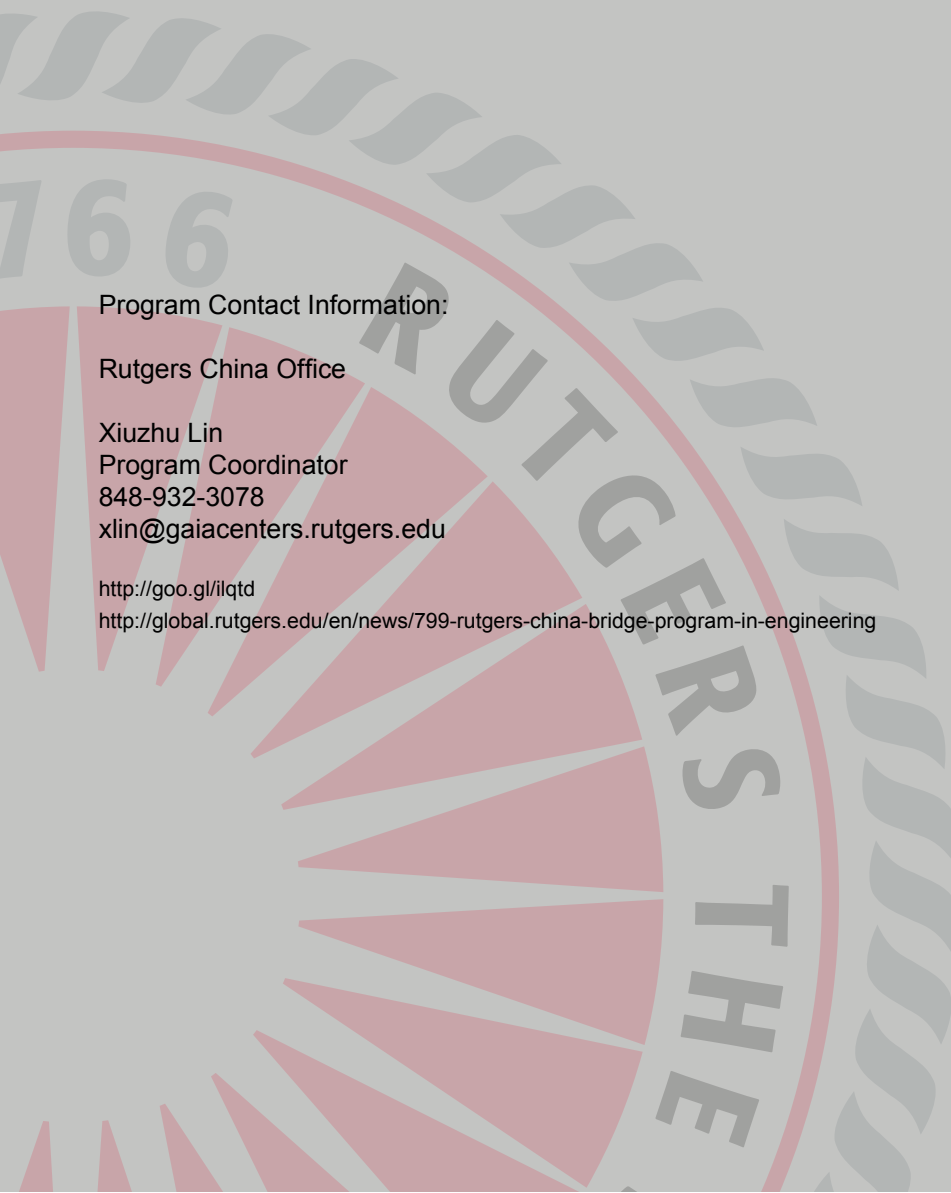 766
RUTGERS THE
Program Contact Information:
Rutgers China Office
Xiuzhu Lin
Program Coordinator
848-932-3078
xlin@gaiacenters.rutgers.edu
http://goo.gl/ilqtd
http://global.rutgers.edu/en/news/799-rutgers-china-bridge-program-in-engineering